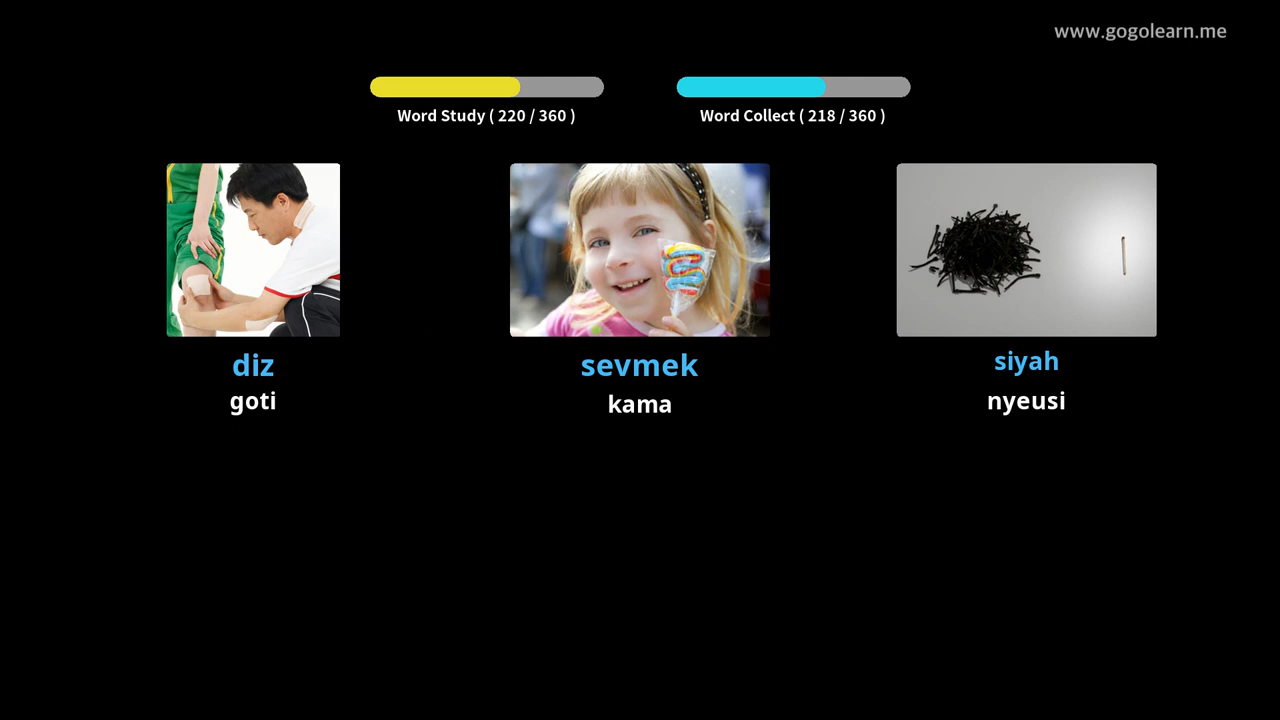 www.gogolearn.me
Word Study ( 220 / 360 )
Word Collect ( 218 / 360 )
diz
goti
sevmek
kama
siyah
nyeusi